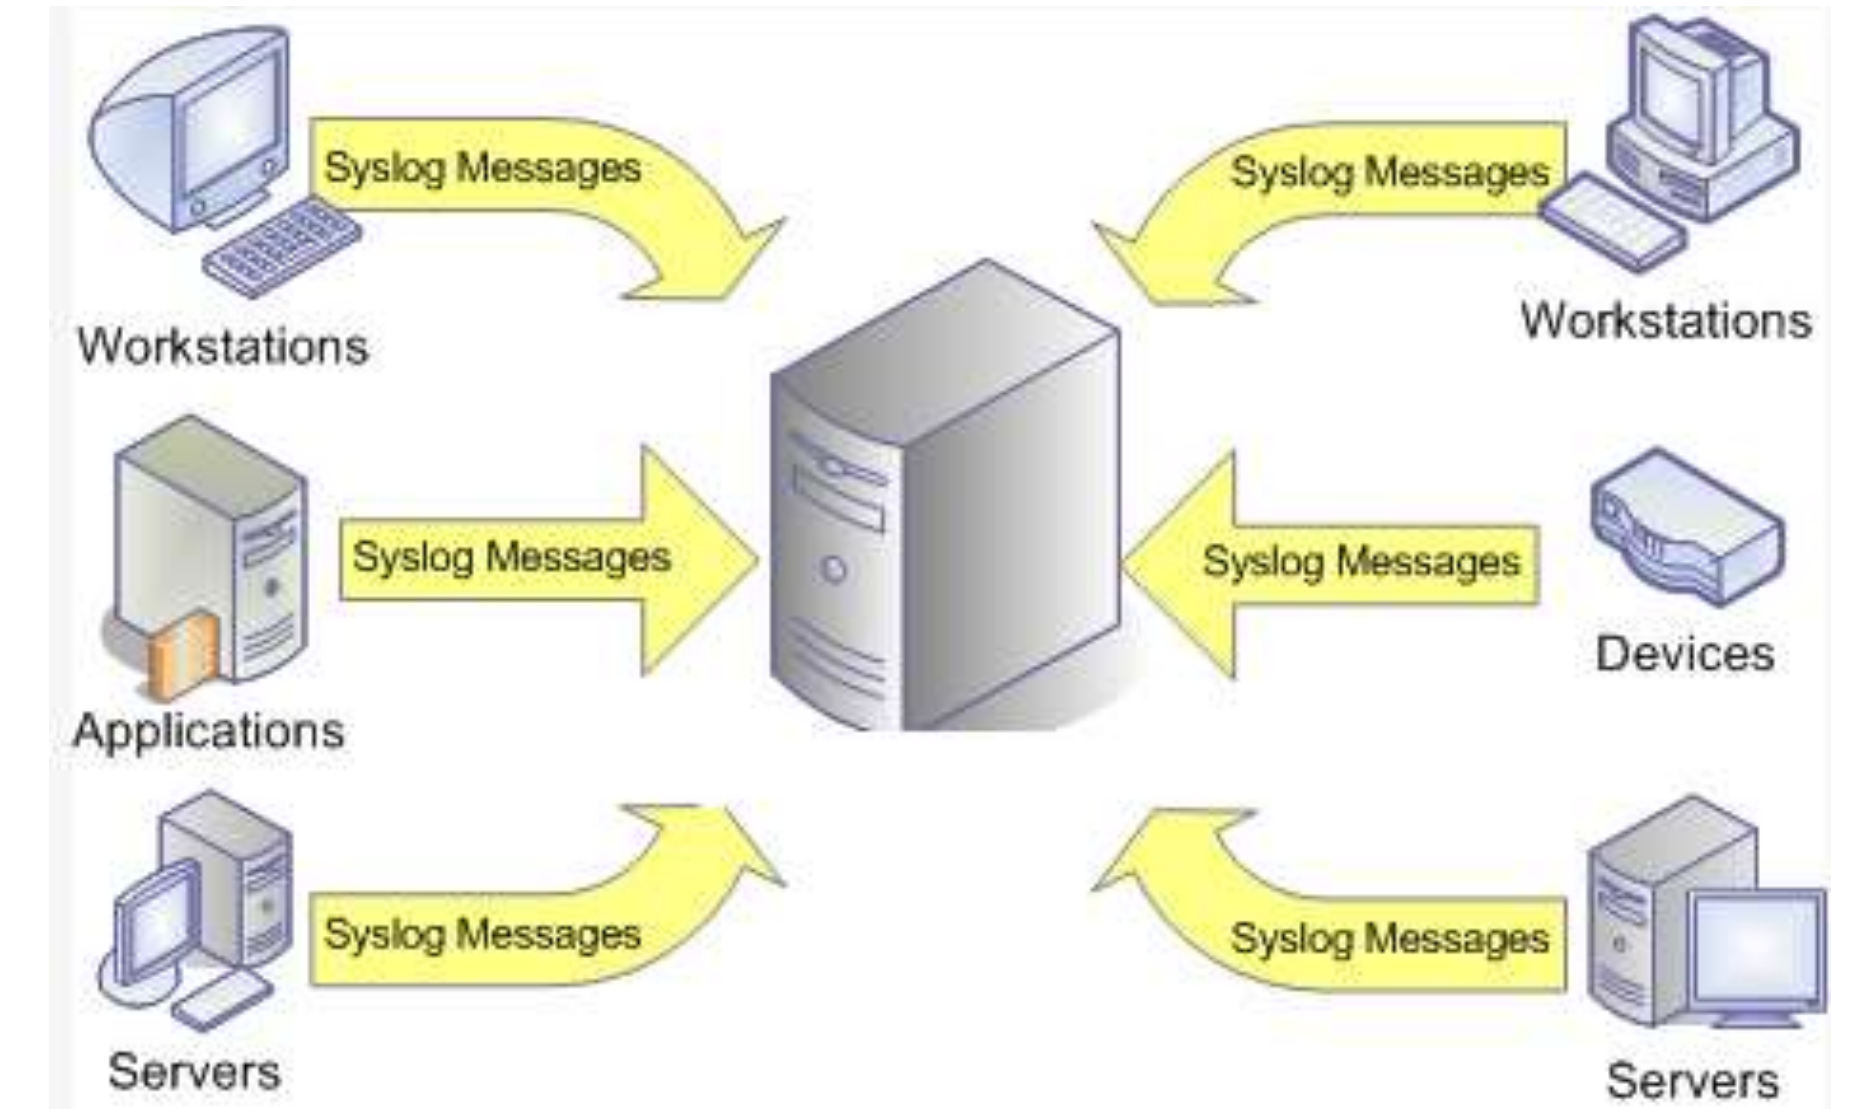 Syslog Messages
Syslog Messages
Workstations
Workstations
Syslog Messages
Syslog Messages
Devices
Applications
Syslog Messages
Syslog Messages
Servers
Servers